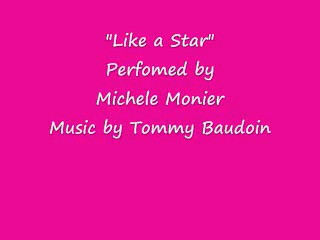 "Like a Star"
Perfomed by
Michele Monier
Music by Tommy Baudoin